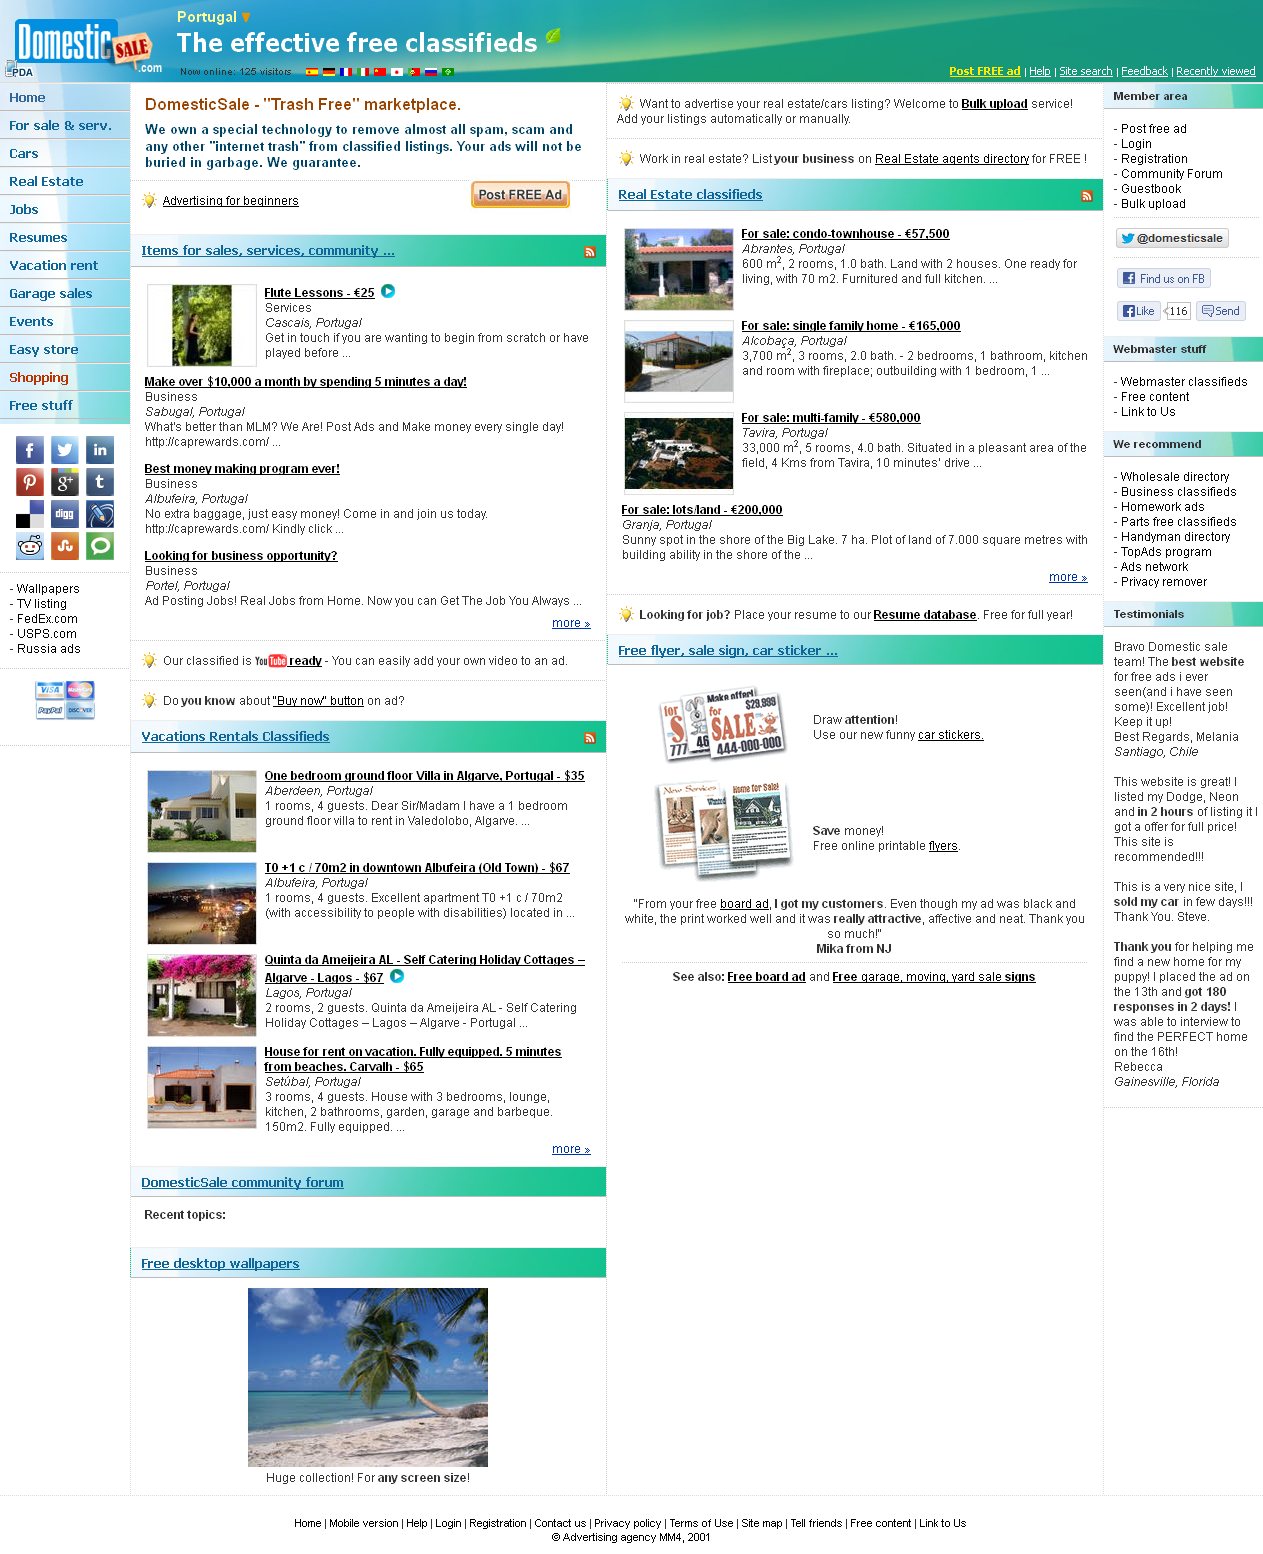 Portugal
The effective free classifieds
Domestic
SALE
.com
PDA
Now online: 125 visitors
Post FREE ad | Help | Site search | Feedback | Recently viewed
Home
For sale & serv.
Cars
Real Estate
Jobs
Resumes
Vacation rent
Garage sales
Events
Easy store
Shopping
Free stuff
digg
- Wallpapers
- TV listing
- FedEx.com
- USPS.com
- Russia ads
VISA
MasterCard
PayPal
DISCOVER
DomesticSale - "Trash Free" marketplace.
We own a special technology to remove almost all spam, scam and
any other "internet trash" from classified listings. Your ads will not be
buried in garbage. We guarantee.
Advertising for beginners
Post FREE Ad
Items for sales, services, community ...
Flute Lessons - €25
Services
Cascais, Portugal
Get in touch if you are wanting to begin from scratch or have
played before ...
Make over $10,000 a month by spending 5 minutes a day!
Business
Sabugal, Portugal
What's better than MLM? We Are! Post Ads and Make money every single day!
http://caprewards.com/ ...
Best money making program ever!
Business
Albufeira, Portugal
No extra baggage, just easy money! Come in and join us today.
http://caprewards.com/ Kindly click ...
Looking for business opportunity?
Business
Portel, Portugal
Ad Posting Jobs! Real Jobs from Home. Now you can Get The Job You Always ...
more »
Our classified is YouTube ready - You can easily add your own video to an ad.
Do you know about "Buy now" button on ad?
Vacations Rentals Classifieds
One bedroom ground floor Villa in Algarve, Portugal - $35
Aberdeen, Portugal
1 rooms, 4 guests. Dear Sir/Madam I have a 1 bedroom
ground floor villa to rent in Valedolobo, Algarve. ...
T0 +1 c / 70m2 in downtown Albufeira (Old Town) - $67
Albufeira, Portugal
1 rooms, 4 guests. Excellent apartment T0 +1 c / 70m2
(with accessibility to people with disabilities) located in ...
Quinta da Ameijeira AL - Self Catering Holiday Cottages –
Algarve - Lagos - $67
Lagos, Portugal
2 rooms, 2 guests. Quinta da Ameijeira AL - Self Catering
Holiday Cottages – Lagos – Algarve - Portugal ...
House for rent on vacation. Fully equipped. 5 minutes
from beaches. Carvalh - $65
Setúbal, Portugal
3 rooms, 4 guests. House with 3 bedrooms, lounge,
kitchen, 2 bathrooms, garden, garage and barbeque.
150m2. Fully equipped. ...
more »
DomesticSale community forum
Recent topics:
Free desktop wallpapers
Huge collection! For any screen size!
Want to advertise your real estate/cars listing? Welcome to Bulk upload service!
Add your listings automatically or manually.
Work in real estate? List your business on Real Estate agents directory for FREE !
Real Estate classifieds
For sale: condo-townhouse - €57,500
Abrantes, Portugal
600 m2, 2 rooms, 1.0 bath. Land with 2 houses. One ready for
living, with 70 m2. Furnitured and full kitchen. ...
For sale: single family home - €165,000
Alcobaça, Portugal
3,700 m2, 3 rooms, 2.0 bath. - 2 bedrooms, 1 bathroom, kitchen
and room with fireplace; outbuilding with 1 bedroom, 1 ...
For sale: multi-family - €580,000
Tavira, Portugal
33,000 m2, 5 rooms, 4.0 bath. Situated in a pleasant area of the
field, 4 Kms from Tavira, 10 minutes' drive ...
For sale: lots/land - €200,000
Granja, Portugal
Sunny spot in the shore of the Big Lake. 7 ha. Plot of land of 7.000 square metres with
building ability in the shore of the ...
more »
Looking for job? Place your resume to our Resume database. Free for full year!
Free flyer, sale sign, car sticker ...
Make offer!
$29,999
for
SALE
444-000-000
777
46
Draw attention!
Use our new funny car stickers.
New Services
Wanted
Home for Sale!
Save money!
Free online printable flyers.
"From your free board ad, I got my customers. Even though my ad was black and
white, the print worked well and it was really attractive, affective and neat. Thank you
so much!"
Mika from NJ
See also: Free board ad and Free garage, moving, yard sale signs
Member area
- Post free ad
- Login
- Registration
- Community Forum
- Guestbook
- Bulk upload
@domesticsale
Find us on FB
Like 116 Send
Webmaster stuff
- Webmaster classifieds
- Free content
- Link to Us
We recommend
- Wholesale directory
- Business classifieds
- Homework ads
- Parts free classifieds
- Handyman directory
- TopAds program
- Ads network
- Privacy remover
Testimonials
Bravo Domestic sale
team! The best website
for free ads i ever
seen(and i have seen
some)! Excellent job!
Keep it up!
Best Regards, Melania
Santiago, Chile
This website is great! I
listed my Dodge, Neon
and in 2 hours of listing it I
got a offer for full price!
This site is
recommended!!!
This is a very nice site, I
sold my car in few days!!!
Thank You. Steve.
Thank you for helping me
find a new home for my
puppy! I placed the ad on
the 13th and got 180
responses in 2 days! I
was able to interview to
find the PERFECT home
on the 16th!
Rebecca
Gainesville, Florida
Home | Mobile version | Help | Login | Registration | Contact us | Privacy policy | Terms of Use | Site map | Tell friends | Free content | Link to Us
© Advertising agency MM4, 2001